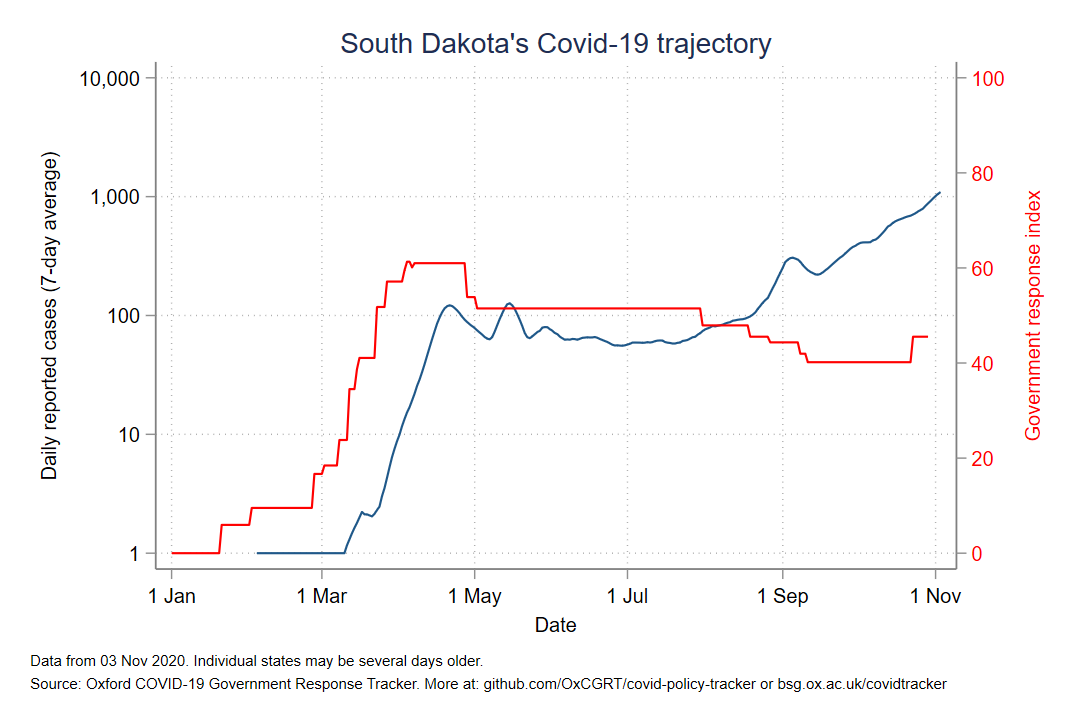 South Dakota's Covid-19 trajectory
10,000
1,000
100
10
1
Daily reported cases (7-day average)
100
80
60
40
20
0
Government response index
1 Jan
1 Mar
1 May
1 Jul
1 Sep
1 Nov
Date
Data from 03 Nov 2020. Individual states may be several days older.
Source: Oxford COVID-19 Government Response Tracker. More at: github.com/OxCGRT/covid-policy-tracker or bsg.ox.ac.uk/covidtracker